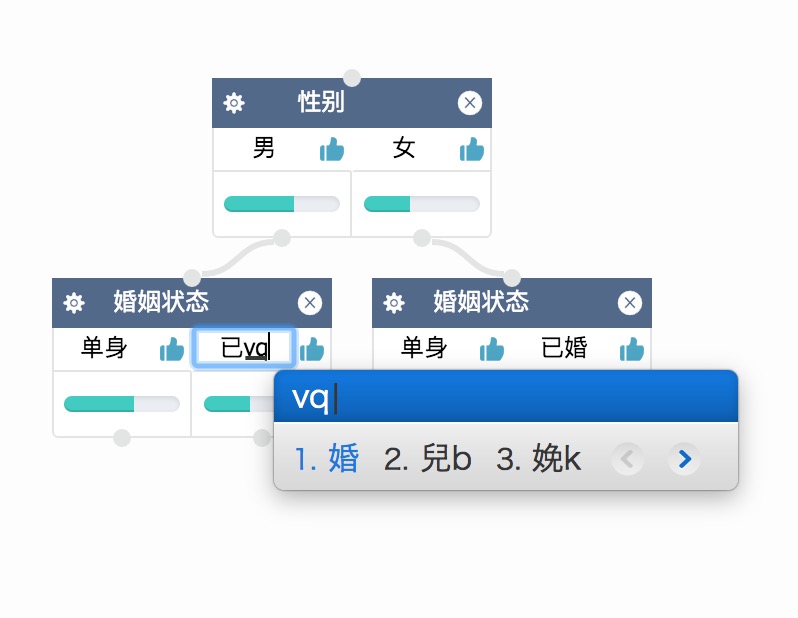 性别
男 女
婚姻状态 婚姻状态
单身 已vq 单身 已婚
vq
1. 婚 2. 兒b 3. 娩k